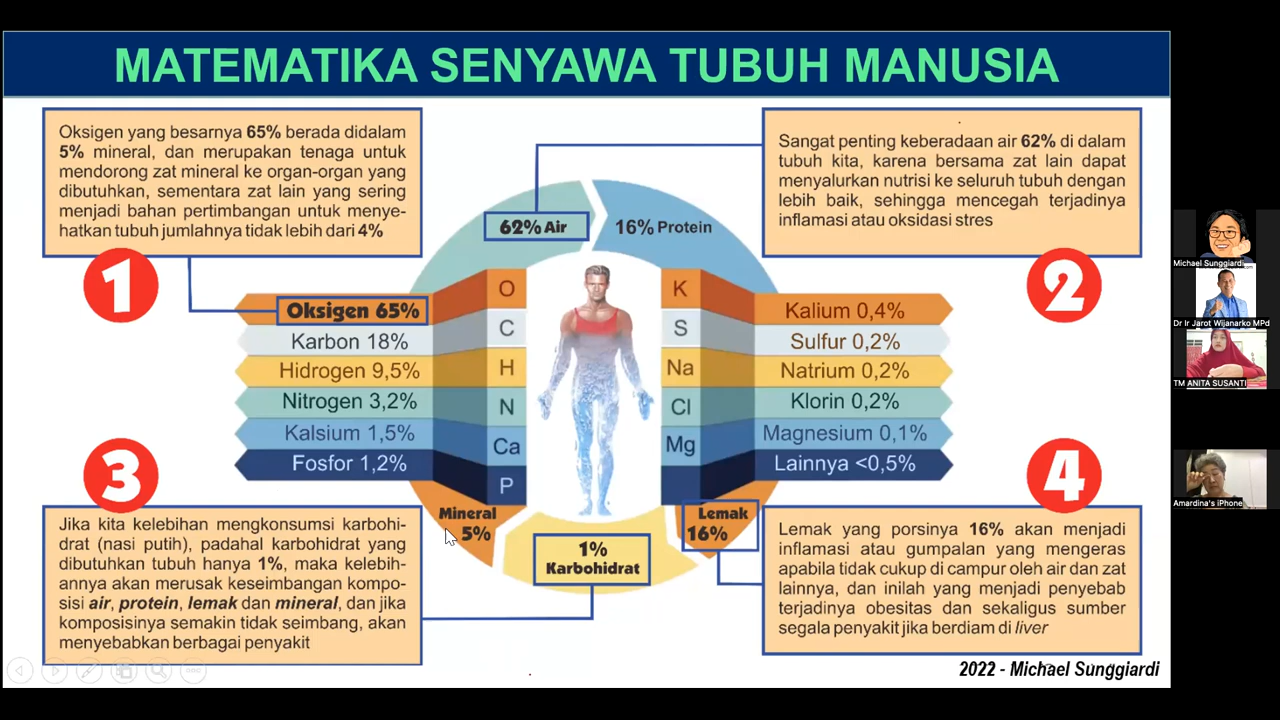 MATEMATIKA SENYAWA TUBUH MANUSIA
Oksigen yang besarnya 65% berada didalam
5% mineral, dan merupakan tenaga untuk
mendorong zat mineral ke organ-organ yang
dibutuhkan, sementara zat lain yang sering
menjadi bahan pertimbangan untuk menye-
hatkan tubuh jumlahnya tidak lebih dari 4%
1
Sangat penting keberadaan air 62% di dalam
tubuh kita, karena bersama zat lain dapat
menyalurkan nutrisi ke seluruh tubuh dengan
lebih baik, sehingga mencegah terjadinya
inflamasi atau oksidasi stres
2
62% Air
16% Protein
Oksigen 65%
Karbon 18%
Hidrogen 9,5%
Nitrogen 3,2%
Kalsium 1,5%
Fosfor 1,2%
O
C
H
N
Ca
P
K
S
Na
Cl
Mg
Kalium 0,4%
Sulfur 0,2%
Natrium 0,2%
Klorin 0,2%
Magnesium 0,1%
Lainnya <0,5%
Mineral
5%
1%
Karbohidrat
Lemak
16%
3
Jika kita kelebihan mengkonsumsi karbohi-
drat (nasi putih), padahal karbohidrat yang
dibutuhkan tubuh hanya 1%, maka kelebih-
annya akan merusak keseimbangan kompo-
sisi air, protein, lemak dan mineral, dan jika
komposisinya semakin tidak seimbang, akan
menyebabkan berbagai penyakit
4
Lemak yang porsinya 16% akan menjadi
inflamasi atau gumpalan yang mengeras
apabila tidak cukup di campur oleh air dan zat
lainnya, dan inilah yang menjadi penyebab
terjadinya obesitas dan sekaligus sumber
segala penyakit jika berdiam di liver
2022 - Michael Sunggiardi
Michael Sunggiardi
Dr Ir Jarot Wijanarko MPd
TM ANITA SUSANTI
Amardina's iPhone